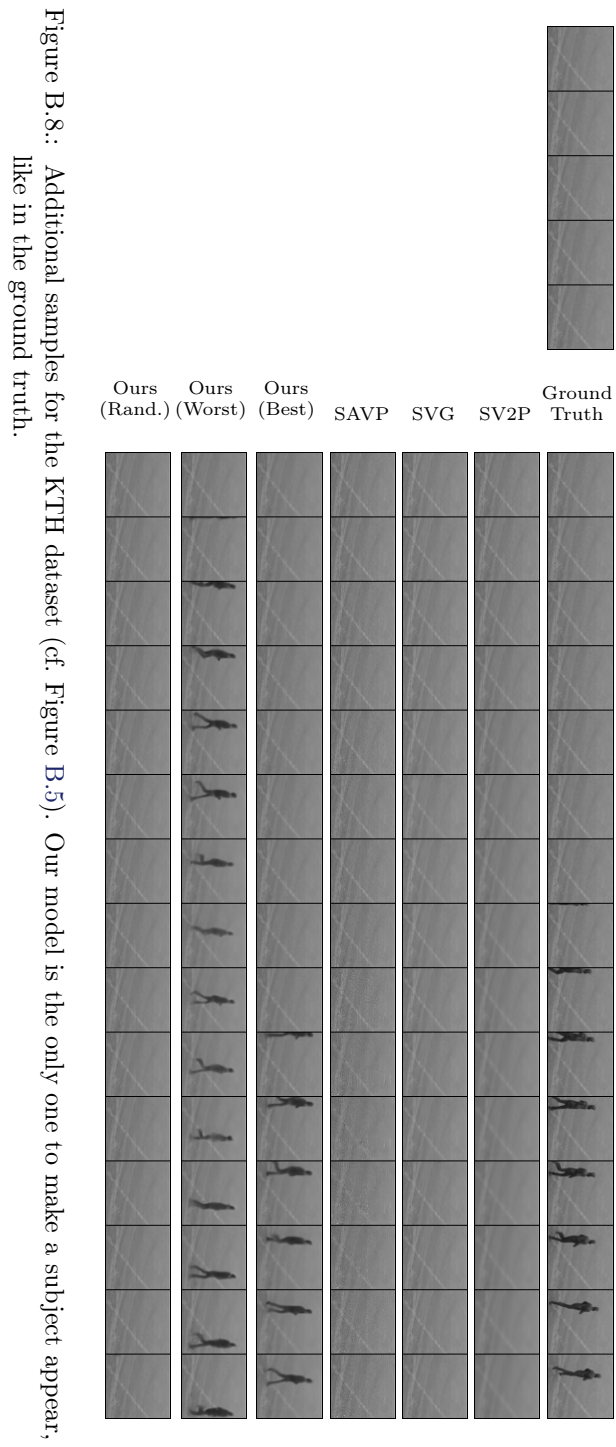 Ground
Truth
SV2P
SVG
SAVP
Ours
(Best)
Ours
(Worst)
Ours
(Rand.)
Figure B.8.: Additional samples for the KTH dataset (cf. Figure B.5). Our model is the only one to make a subject appear,
like in the ground truth.